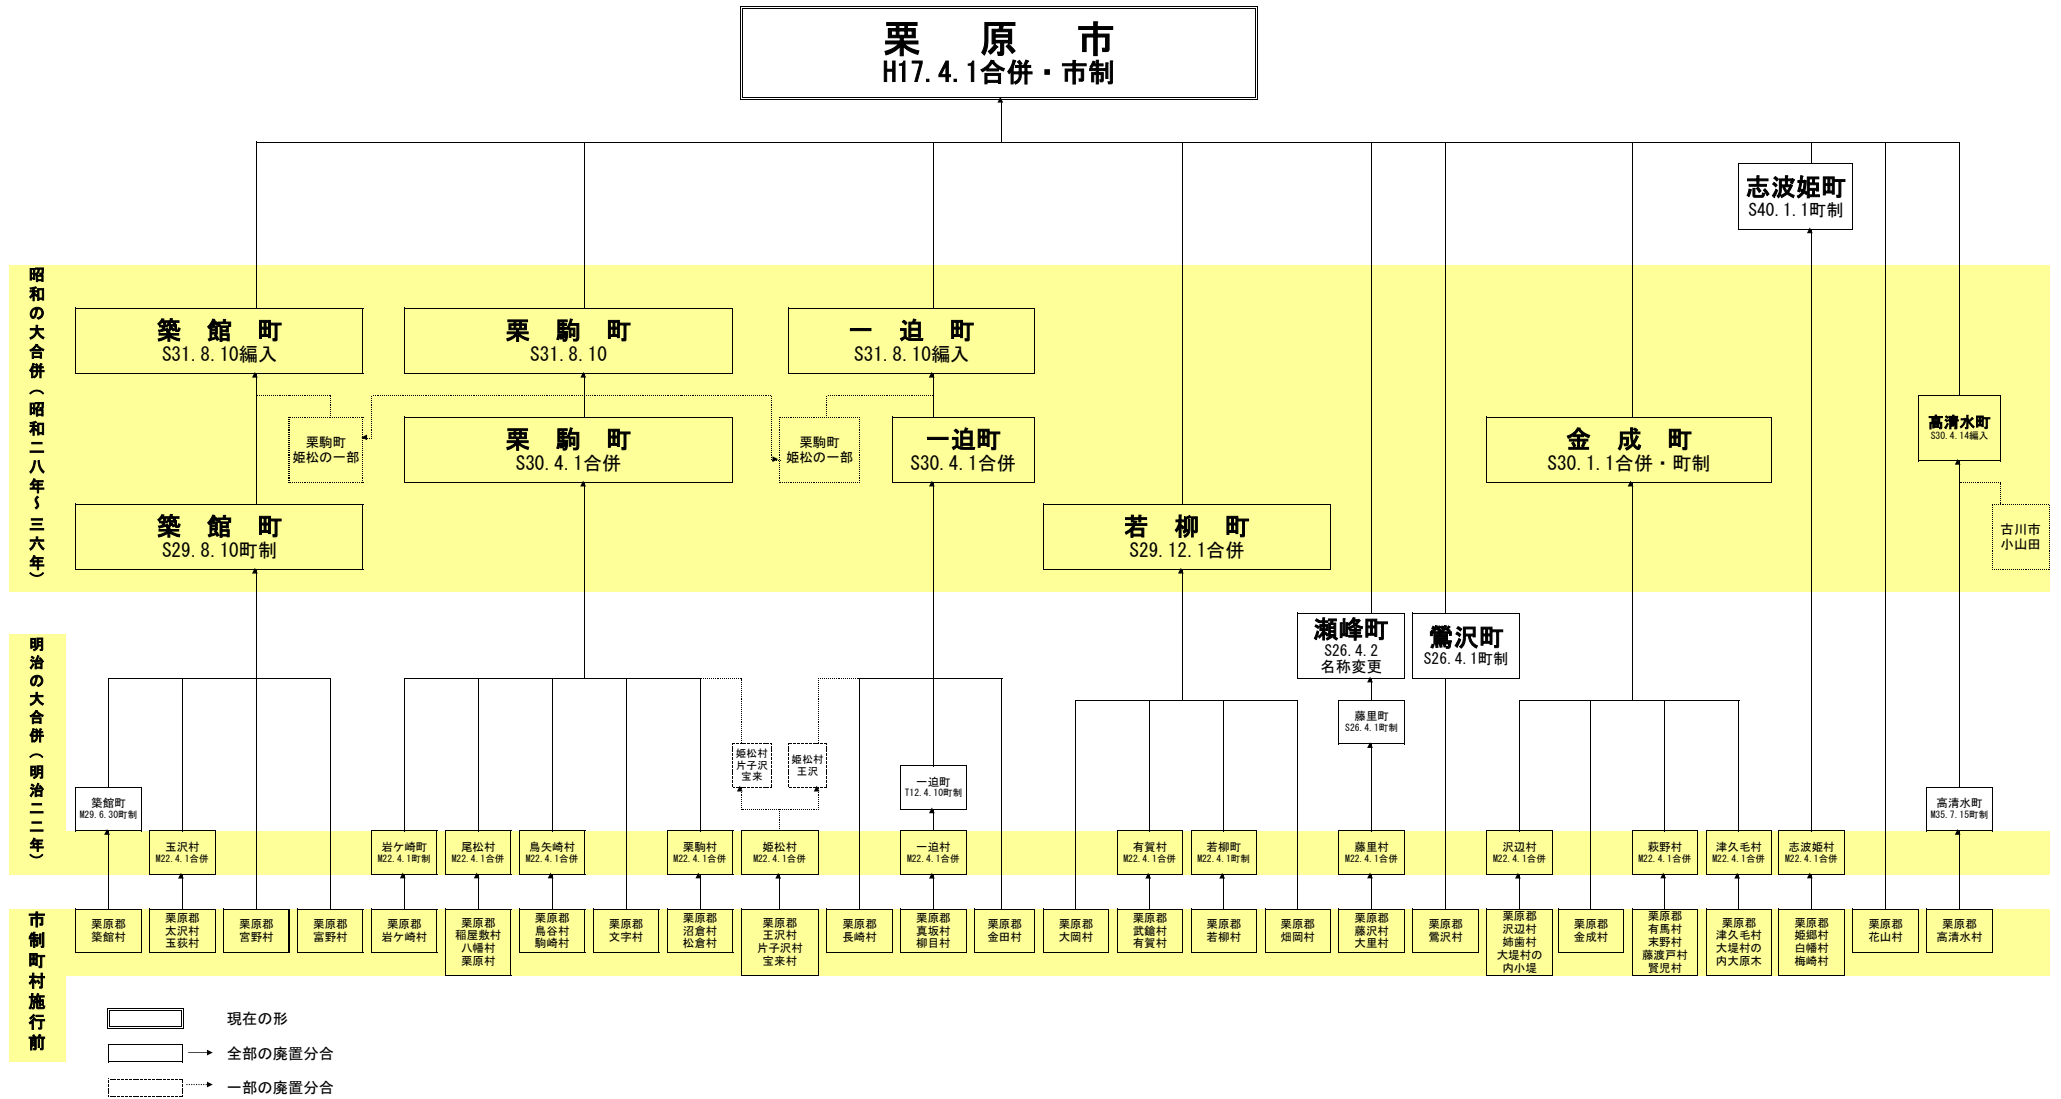 栗原市
H17.4.1合併・市制
志波姫町
S40.1.1町制
昭和の大合併（昭和二八年～三六年）
築館町
S31.8.10編入
栗駒町
S31.8.10
一迫町
S31.8.10編入
栗駒町
姫松の一部
栗駒町
S30.4.1合併
栗駒町
姫松の一部
一迫町
S30.4.1合併
金成町
S30.1.1合併・町制
高清水町
S30.4.14編入
築館町
S29.8.10町制
若柳町
S29.12.1合併
古川市
小山田
明治の大合併（明治二二年）
瀬峰町
S26.4.2
名称変更
鶯沢町
S26.4.1町制
藤里町
S26.4.1町制
姫松村
片子沢
宝来
姫松村
王沢
一迫町
T12.4.10町制
築館町
M29.6.30町制
高清水町
M35.7.15町制
玉沢村
M22.4.1合併
岩ケ崎町
M22.4.1町制
尾松村
M22.4.1合併
鳥矢崎村
M22.4.1合併
栗駒村
M22.4.1合併
姫松村
M22.4.1合併
一迫村
M22.4.1合併
有賀村
M22.4.1合併
若柳町
M22.4.1町制
藤里村
M22.4.1合併
沢辺村
M22.4.1合併
萩野村
M22.4.1合併
津久毛村
M22.4.1合併
志波姫村
M22.4.1合併
市制町村施行前
栗原郡
築館村
栗原郡
太沢村
玉荻村
栗原郡
宮野村
栗原郡
富野村
栗原郡
岩ケ崎村
栗原郡
稲屋敷村
八幡村
栗原村
栗原郡
鳥谷村
駒崎村
栗原郡
文字村
栗原郡
沼倉村
松倉村
栗原郡
王沢村
片子沢村
宝来村
栗原郡
長崎村
栗原郡
真坂村
柳目村
栗原郡
金田村
栗原郡
大岡村
栗原郡
武鎗村
有賀村
栗原郡
若柳村
栗原郡
畑岡村
栗原郡
藤沢村
大里村
栗原郡
鶯沢村
栗原郡
沢辺村
姉歯村
大堤村の
内小堤
栗原郡
金成村
栗原郡
有馬村
末野村
藤渡戸村
賢児村
栗原郡
津久毛村
大堤村の
内大原木
栗原郡
姫郷村
白幡村
梅崎村
栗原郡
花山村
栗原郡
高清水村
現在の形
全部の廃置分合
一部の廃置分合